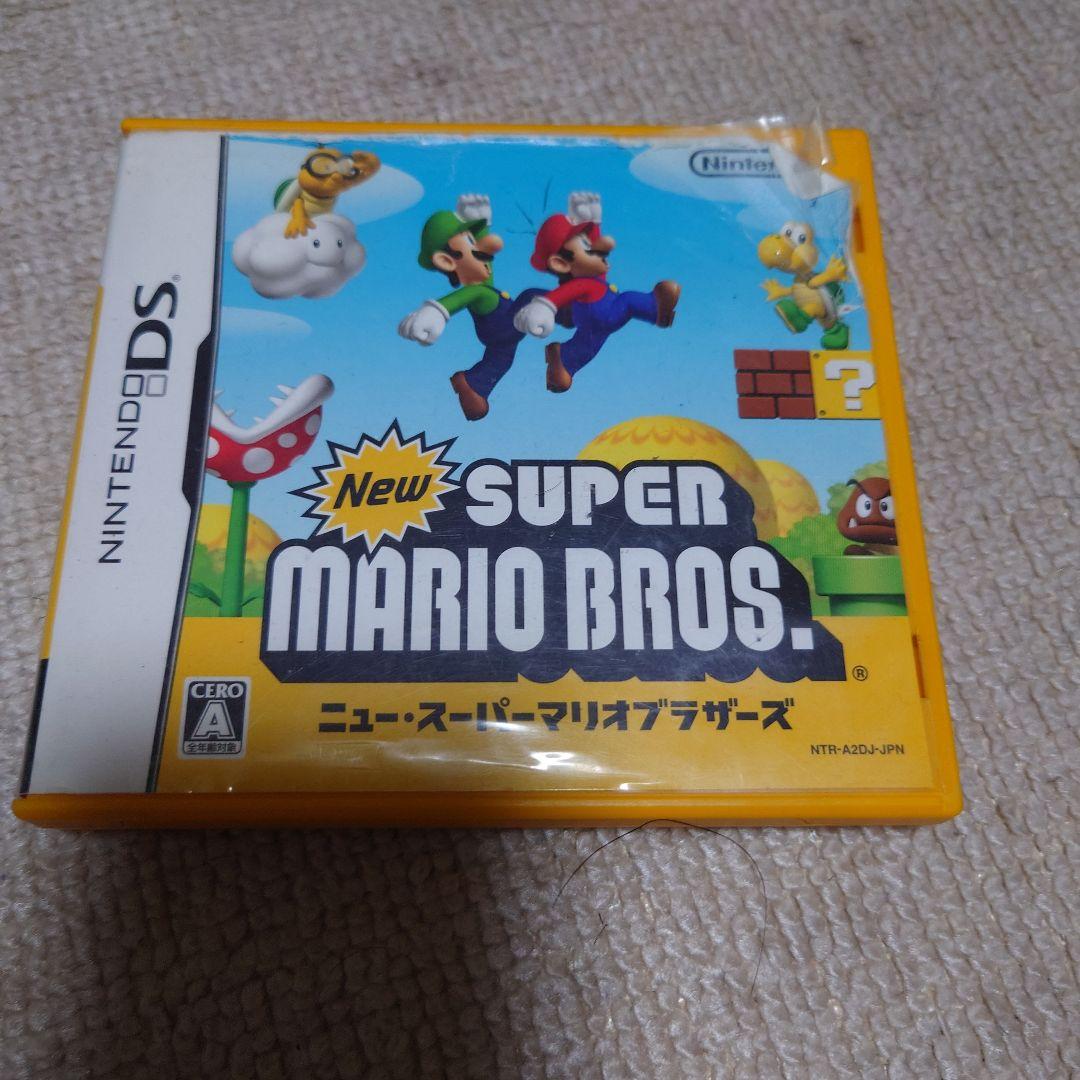 NINTENDO DS®
Ninten
New SUPER
MARIO BROS.®
ニュー・スーパーマリオブラザーズ
CERO
A
全年齢対象
NTR-A2DJ-JPN
?